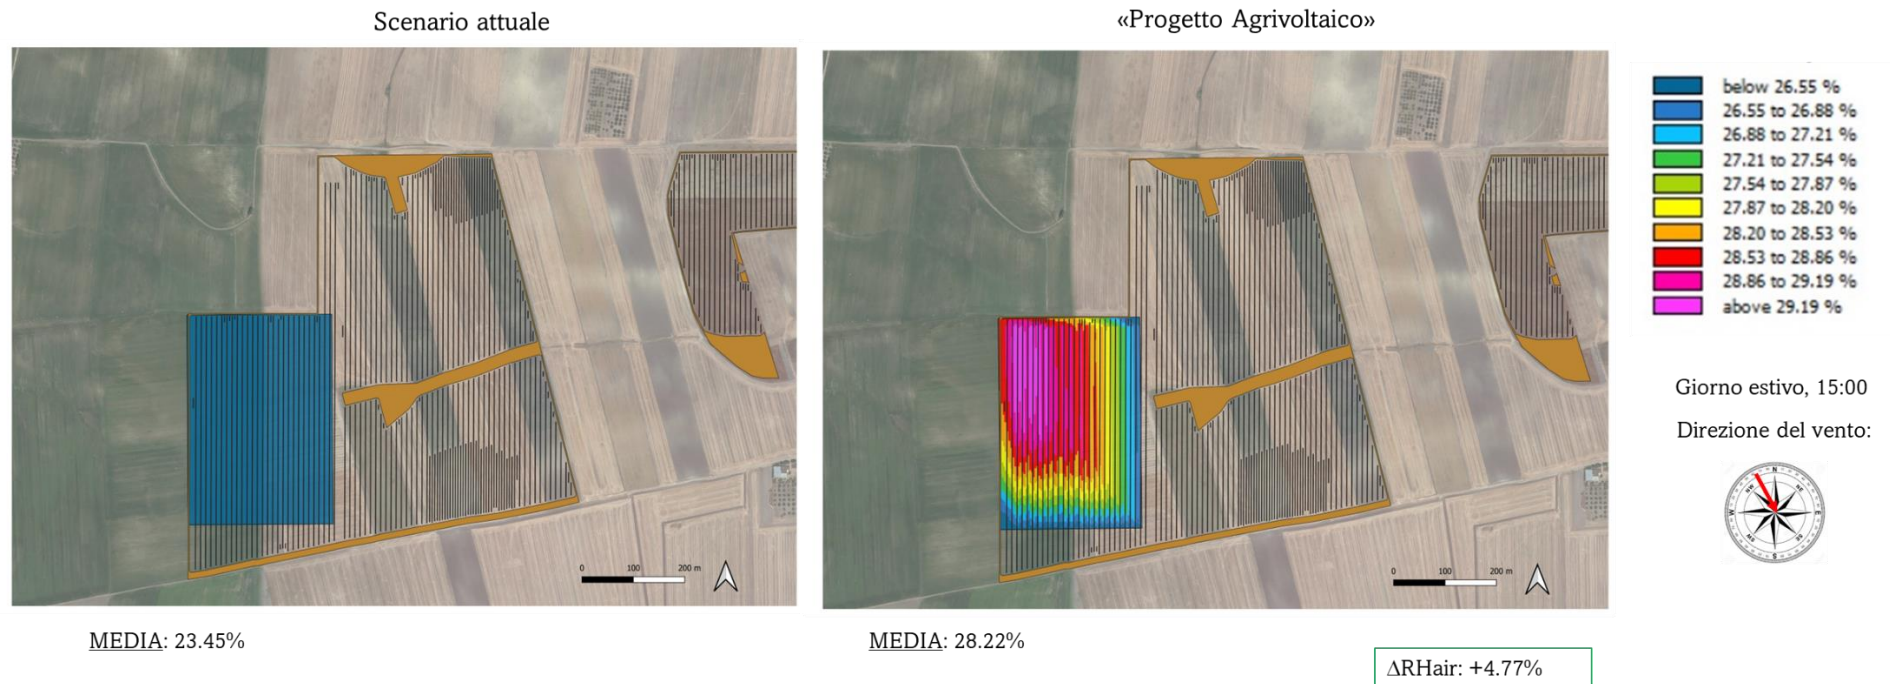 Scenario attuale
«Progetto Agrivoltaico»
0 100 200 m
0 100 200 m
below 26.55 %
26.55 to 26.88 %
26.88 to 27.21 %
27.21 to 27.54 %
27.54 to 27.87 %
27.87 to 28.20 %
28.20 to 28.53 %
28.53 to 28.86 %
28.86 to 29.19 %
above 29.19 %
Giorno estivo, 15:00
Direzione del vento:
N
NE
E
S
W
NW
MEDIA: 23.45%
MEDIA: 28.22%
ΔRHair: +4.77%